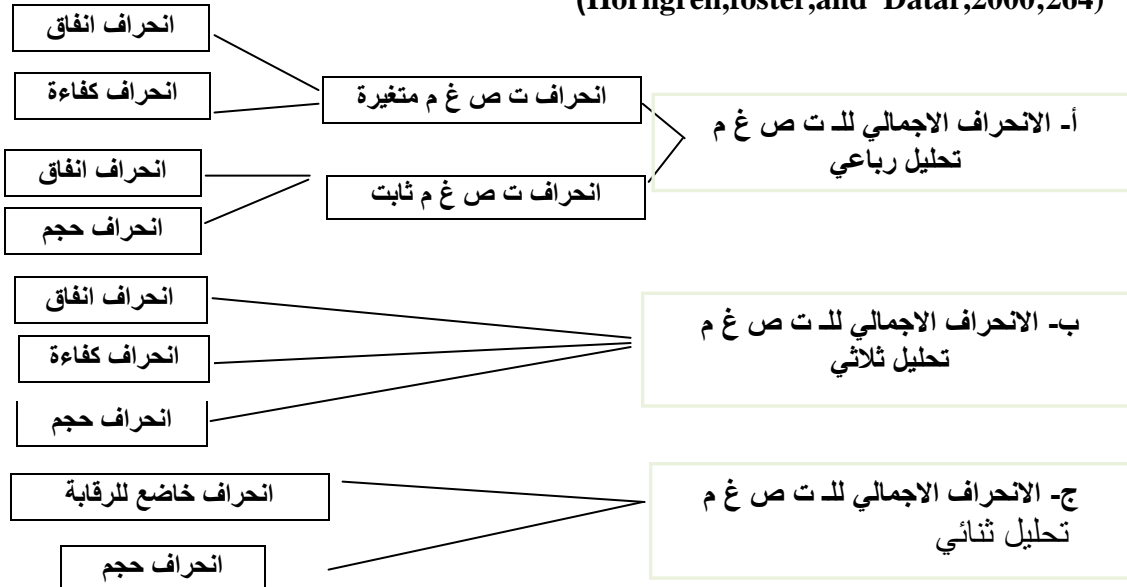 (Horngren,foster,and Datar,2000,264)
أ- الانحراف الاجمالي للـ ت ص غ م
تحليل رباعي
انحراف ت ص غ م متغيرة
انحراف انفاق
انحراف كفاءة
انحراف ت ص غ م ثابت
انحراف انفاق
انحراف حجم
ب- الانحراف الاجمالي للـ ت ص غ م
تحليل ثلاثي
انحراف انفاق
انحراف كفاءة
انحراف حجم
ج- الانحراف الاجمالي للـ ت ص غ م
تحليل ثنائي
انحراف خاضع للرقابة
انحراف حجم